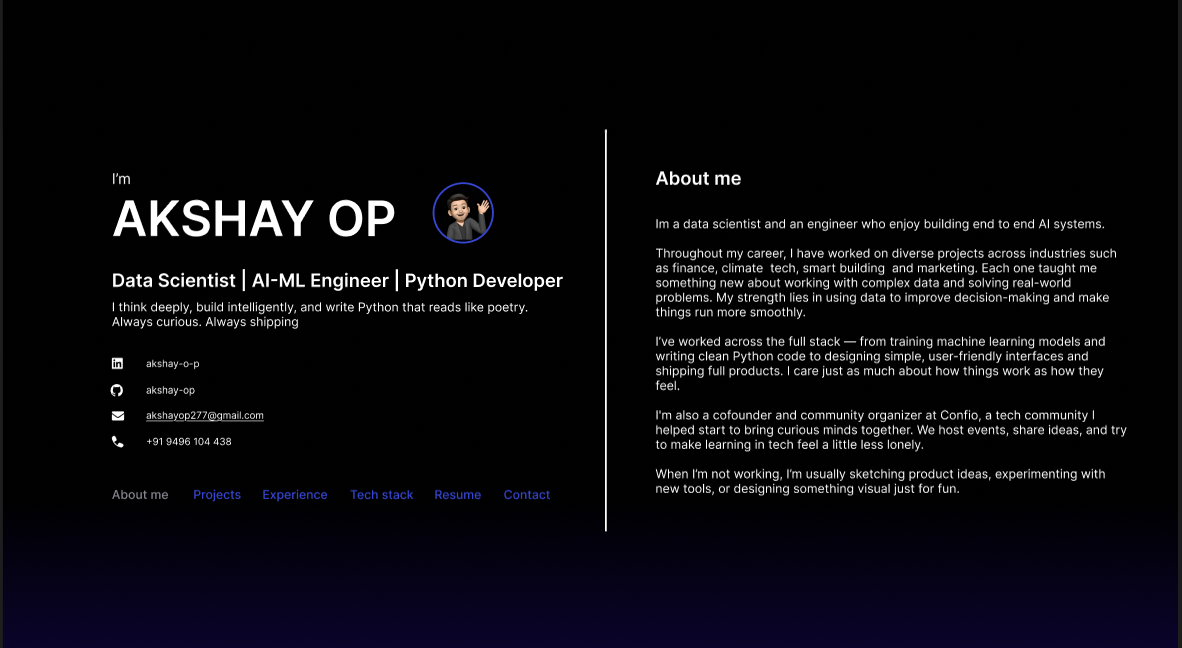 I'm
AKSHAY OP
Data Scientist | AI-ML Engineer | Python Developer
I think deeply, build intelligently, and write Python that reads like poetry.
Always curious. Always shipping
in
akshay-o-p
akshay-op
akshayop277@gmail.com
+91 9496 104 438
About me
Projects
Experience
Tech stack
Resume
Contact
About me
Im a data scientist and an engineer who enjoy building end to end AI systems.
Throughout my career, I have worked on diverse projects across industries such
as finance, climate  tech, smart building  and marketing. Each one taught me
something new about working with complex data and solving real-world
problems. My strength lies in using data to improve decision-making and make
things run more smoothly.
I've worked across the full stack — from training machine learning models and
writing clean Python code to designing simple, user-friendly interfaces and
shipping full products. I care just as much about how things work as how they
feel.
I'm also a cofounder and community organizer at Confio, a tech community I
helped start to bring curious minds together. We host events, share ideas, and try
to make learning in tech feel a little less lonely.
When I'm not working, I'm usually sketching product ideas, experimenting with
new tools, or designing something visual just for fun.